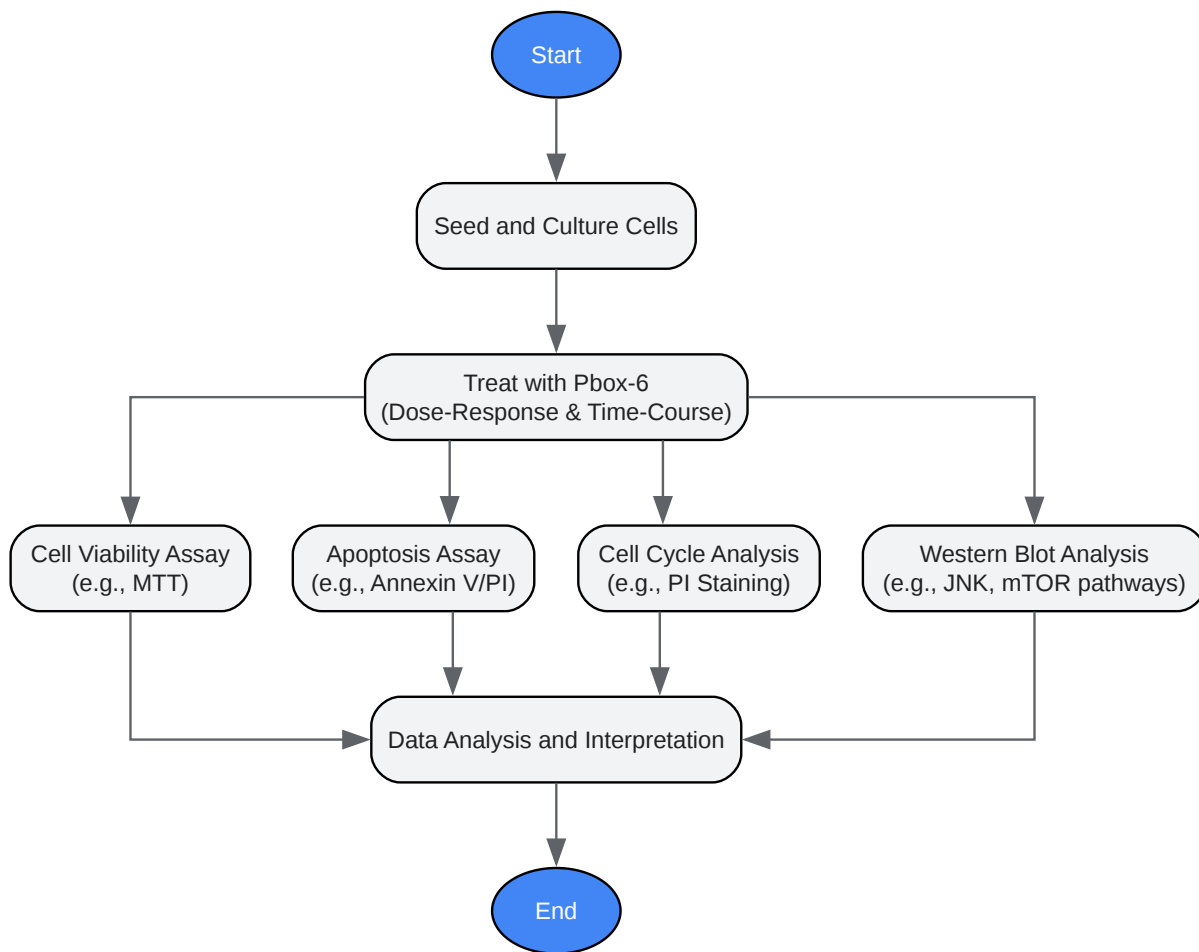 Start
Seed and Culture Cells
Treat with Pbox-6
(Dose-Response & Time-Course)
Cell Viability Assay
(e.g., MTT)
Apoptosis Assay
(e.g., Annexin V/PI)
Cell Cycle Analysis
(e.g., PI Staining)
Western Blot Analysis
(e.g., JNK, mTOR pathways)
Data Analysis and Interpretation
End